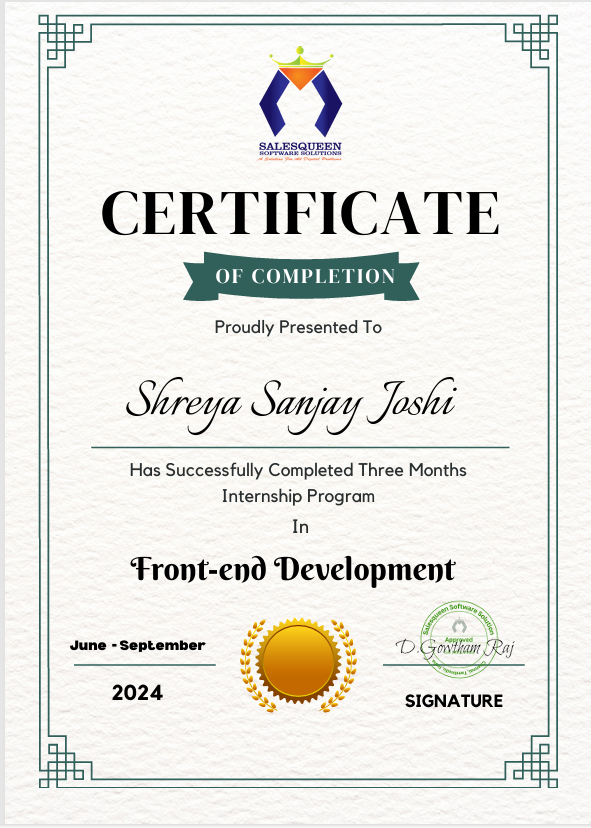 SALESQUEEN
SOFTWARE SOLUTIONS
A Solution For All Digital Problems
CERTIFICATE
OF COMPLETION
Proudly Presented To
Shreya Sanjay Joshi
Has Successfully Completed Three Months
Internship Program
In
Front-end Development
June - September
2024
Salesqueen Software Solution
Approved
D.Gowtham Raj
SIGNATURE